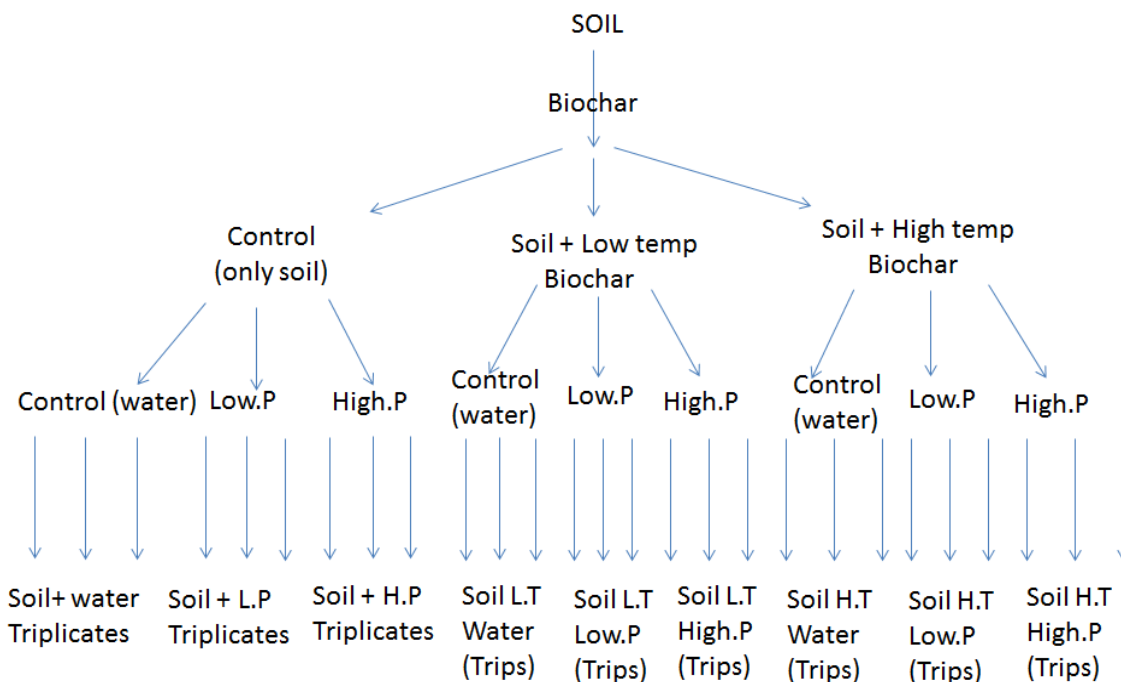 SOIL
Biochar
Control
(only soil)
Soil + Low temp
Biochar
Soil + High temp
Biochar
Control (water)
Low.P
High.P
Control
(water)
Low.P
High.P
Control
(water)
Low.P
High.P
Soil+ water
Triplicates
Soil + L.P
Triplicates
Soil + H.P
Triplicates
Soil L.T
Water
(Trips)
Soil L.T
Low.P
(Trips)
Soil L.T
High.P
(Trips)
Soil H.T
Water
(Trips)
Soil H.T
Low.P
(Trips)
Soil H.T
High.P
(Trips)